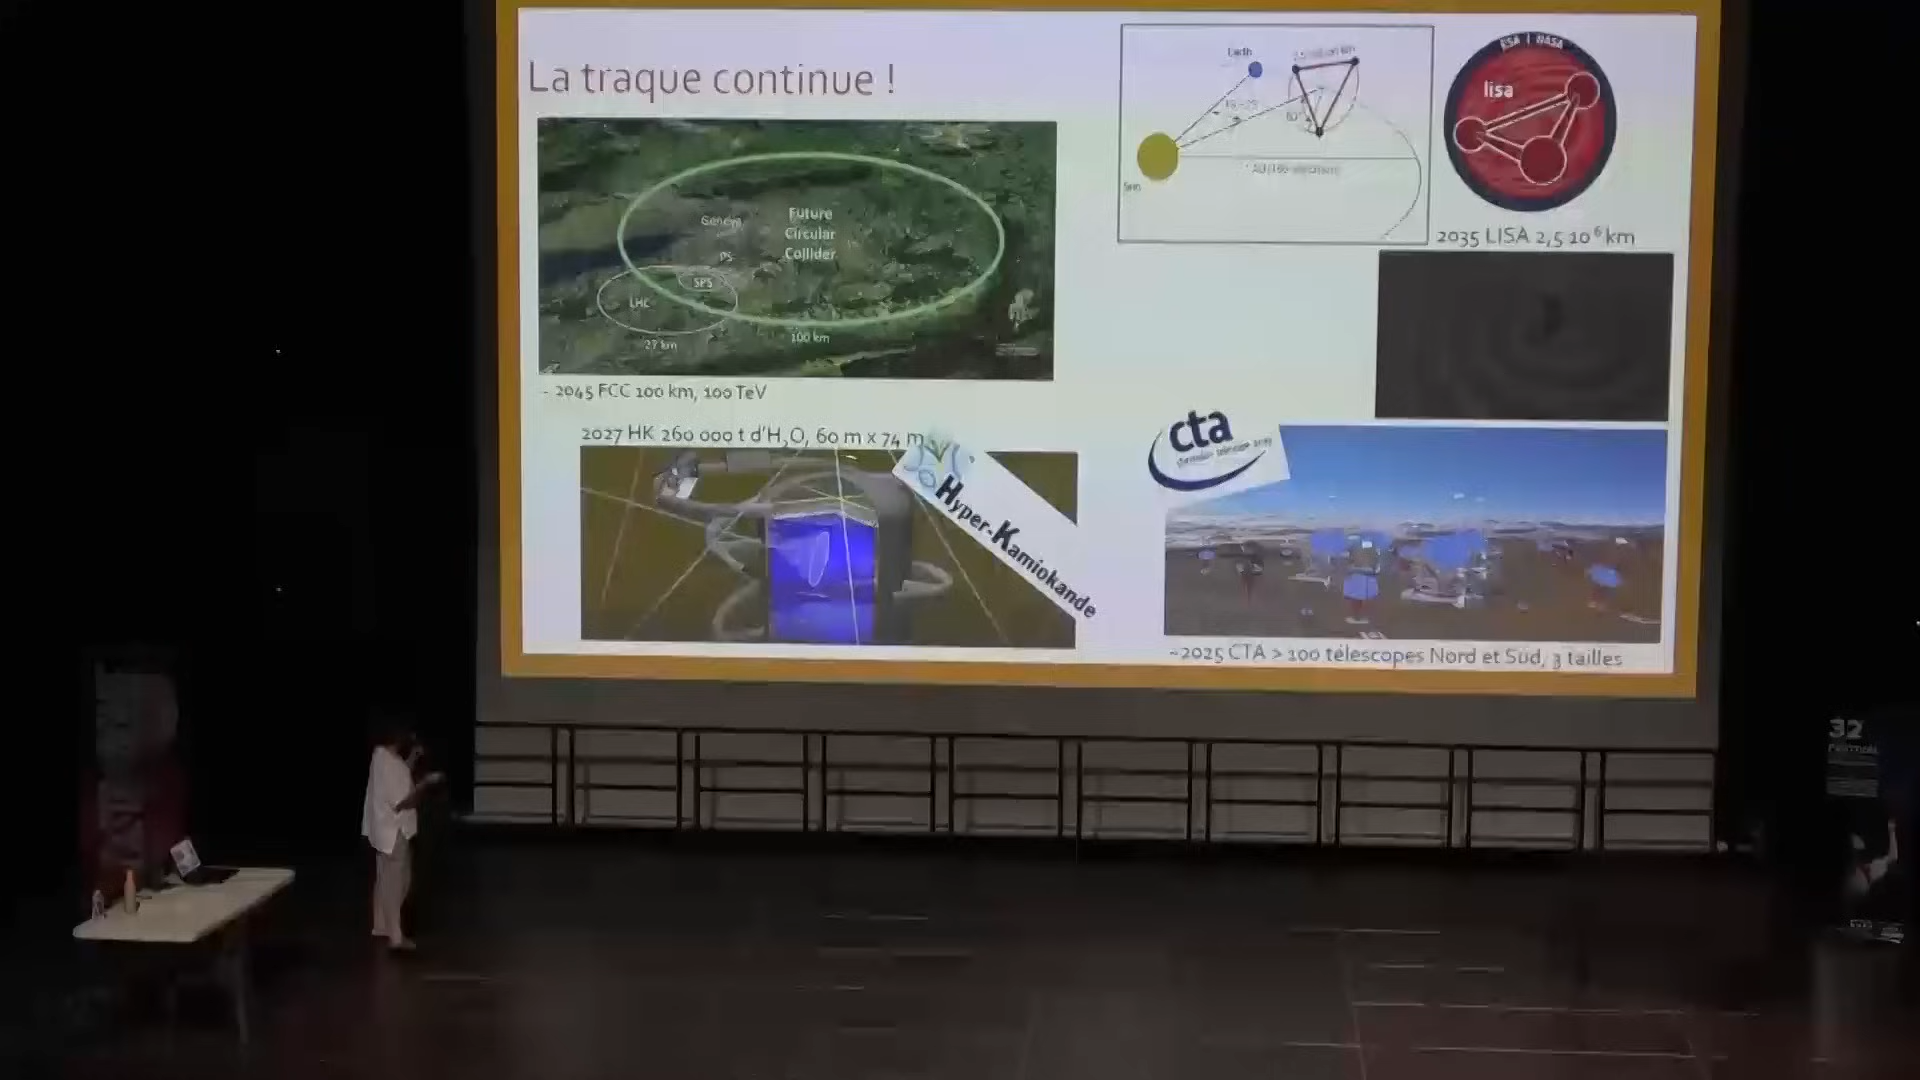 La traque continue !
Earth
Sun
ESA | NASA
lisa
2035 LISA 2,5 10⁶ km
Geneva
Future
Circular
Collider
PS
SPS
LHC
27 km
100 km
~ 2045 FCC 100 km, 100 TeV
2027 HK 260 000 t d'H₂O, 60 m x 74 m
Hyper-Kamiokande
cta
~2025 CTA > 100 télescopes Nord et Sud, 3 tailles
32